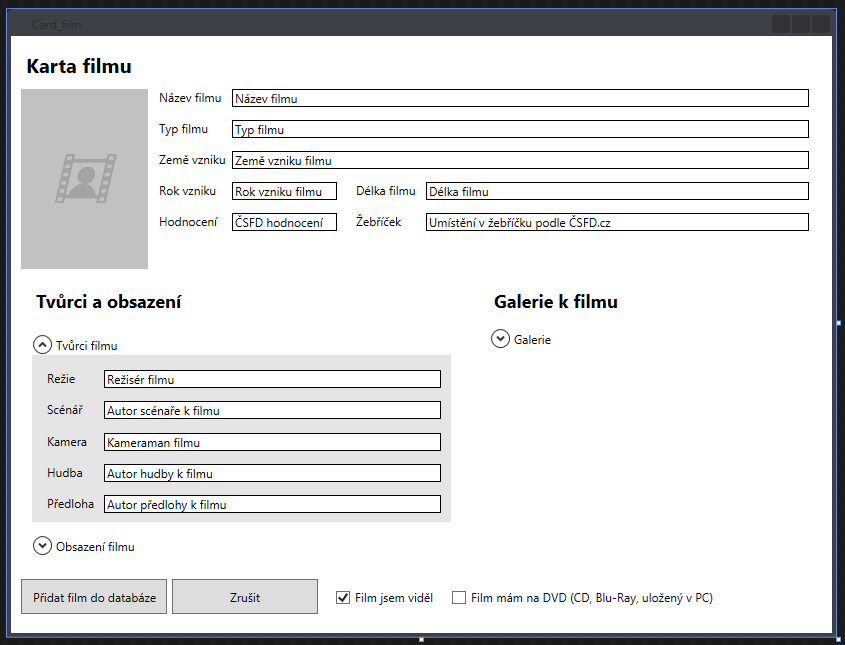 Card_film
Karta filmu
Název filmu Název filmu
Typ filmu Typ filmu
Země vzniku Země vzniku filmu
Rok vzniku Rok vzniku filmu Délka filmu Délka filmu
Hodnocení ČSFD hodnocení Žebříček Umístění v žebříčku podle ČSFD.cz
Tvůrci a obsazení Galerie k filmu
Tvůrci filmu Galerie
Režie Režisér filmu
Scénář Autor scénaře k filmu
Kamera Kameraman filmu
Hudba Autor hudby k filmu
Předloha Autor předlohy k filmu
Obsazení filmu
Přidat film do databáze Zrušit Film jsem viděl Film mám na DVD (CD, Blu-Ray, uložený v PC)